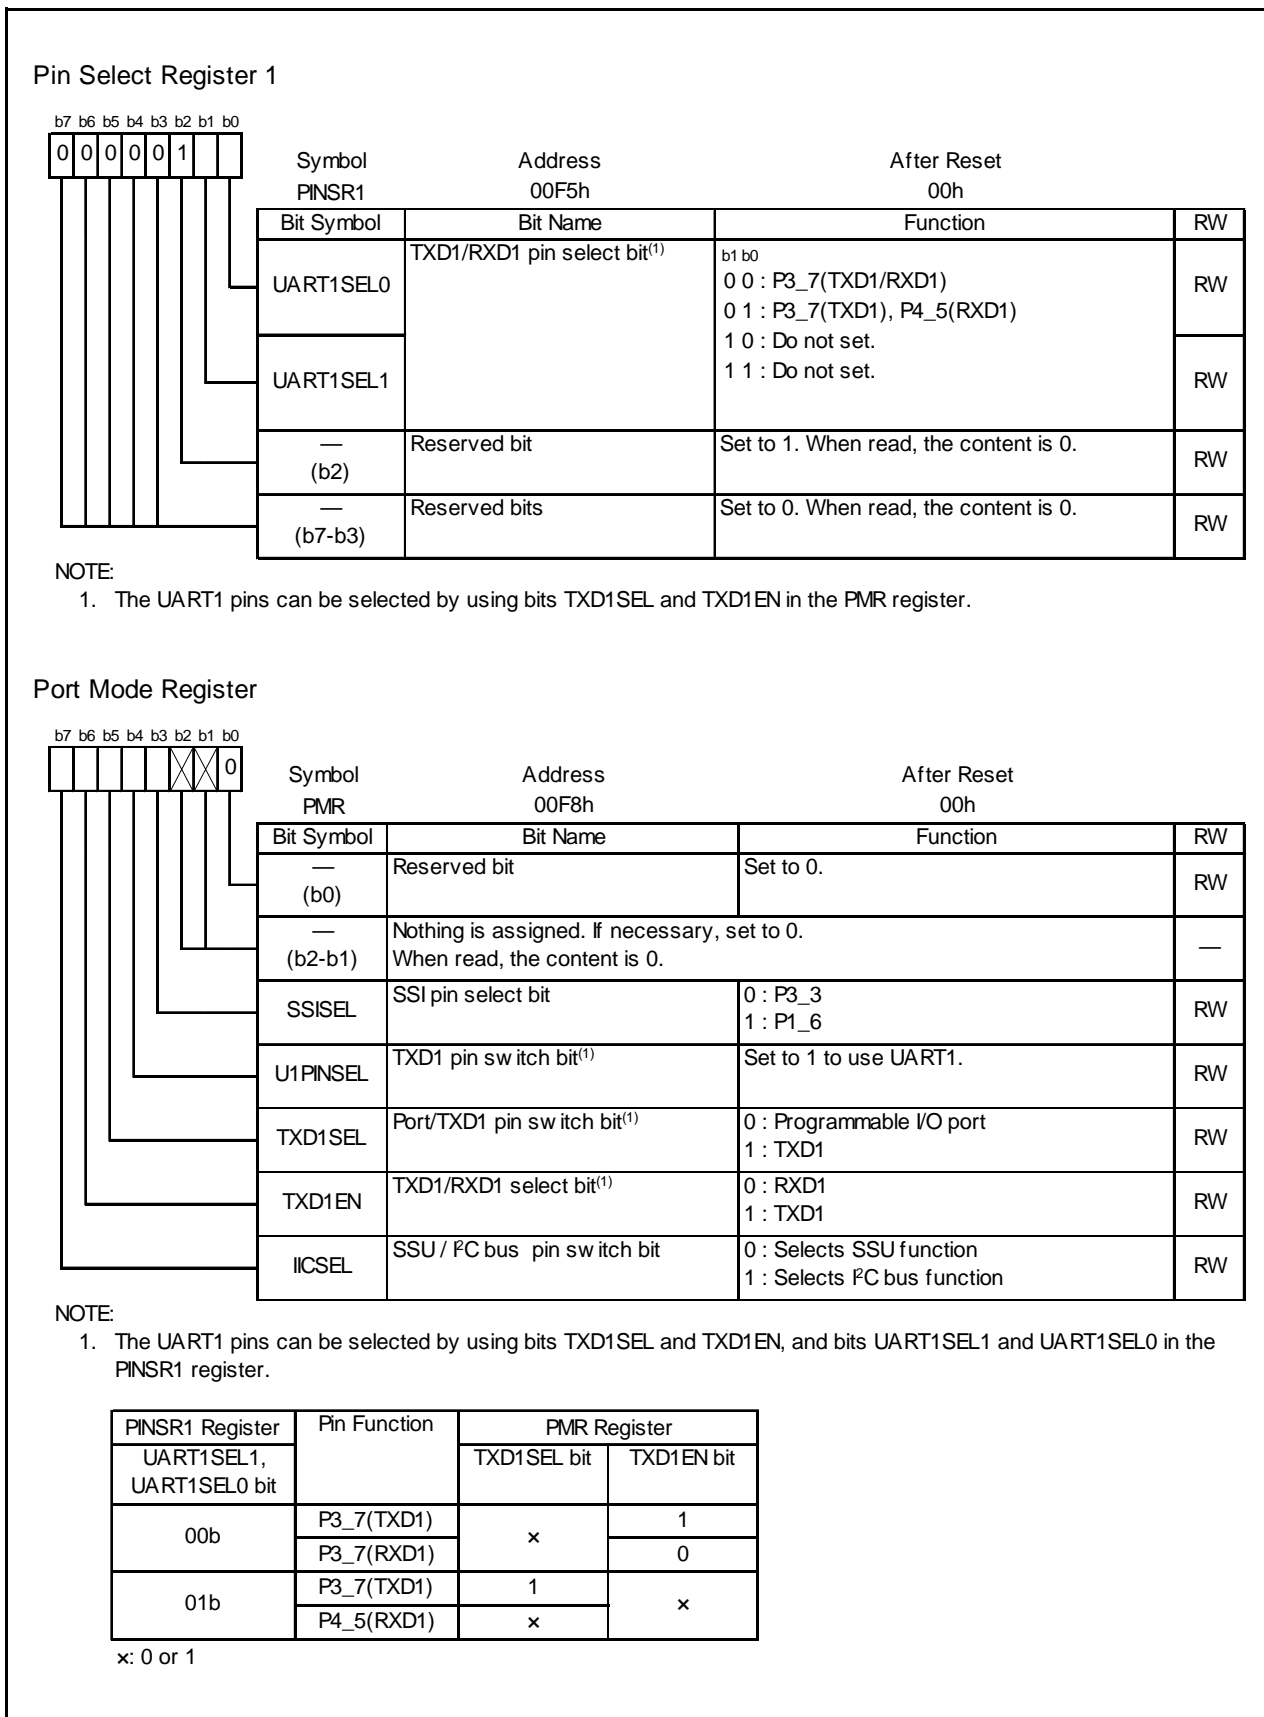 Pin Select Register 1
b7 b6 b5 b4 b3 b2 b1 b0
0 0 0 0 0 1
Symbol Address After Reset
PINSR1 00F5h 00h
Bit Symbol Bit Name Function RW
UART1SEL0 TXD1/RXD1 pin select bit(1) b1 b0
0 0 : P3_7(TXD1/RXD1) RW
0 1 : P3_7(TXD1), P4_5(RXD1)
1 0 : Do not set.
UART1SEL1 1 1 : Do not set. RW
— Reserved bit Set to 1. When read, the content is 0. RW
(b2)
— Reserved bits Set to 0. When read, the content is 0. RW
(b7-b3)
NOTE:
1. The UART1 pins can be selected by using bits TXD1SEL and TXD1EN in the PMR register.
Port Mode Register
b7 b6 b5 b4 b3 b2 b1 b0
0
Symbol Address After Reset
PMR 00F8h 00h
Bit Symbol Bit Name Function RW
— Reserved bit Set to 0. RW
(b0)
— Nothing is assigned. If necessary, set to 0. —
(b2-b1) When read, the content is 0.
SSISEL SSI pin select bit 0 : P3_3 RW
1 : P1_6
U1PINSEL TXD1 pin switch bit(1) Set to 1 to use UART1. RW
TXD1SEL Port/TXD1 pin switch bit(1) 0 : Programmable I/O port RW
1 : TXD1
TXD1EN TXD1/RXD1 select bit(1) 0 : RXD1 RW
1 : TXD1
IICSEL SSU / I2C bus pin switch bit 0 : Selects SSU function RW
1 : Selects I2C bus function
NOTE:
1. The UART1 pins can be selected by using bits TXD1SEL and TXD1EN, and bits UART1SEL1 and UART1SEL0 in the
PINSR1 register.
PINSR1 Register Pin Function PMR Register
UART1SEL1, TXD1SEL bit TXD1EN bit
UART1SEL0 bit
00b P3_7(TXD1) × 1
P3_7(RXD1) 0
01b P3_7(TXD1) 1 ×
P4_5(RXD1) ×
×: 0 or 1